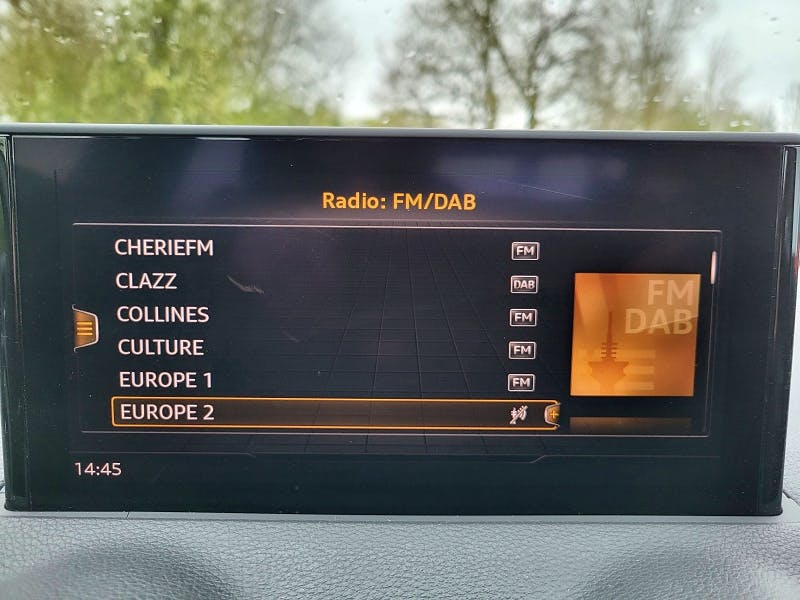 Radio: FM/DAB
CHERIEFM FM
CLAZZ DAB
COLLINES FM
CULTURE FM
EUROPE 1 FM
EUROPE 2
FM
DAB
14:45